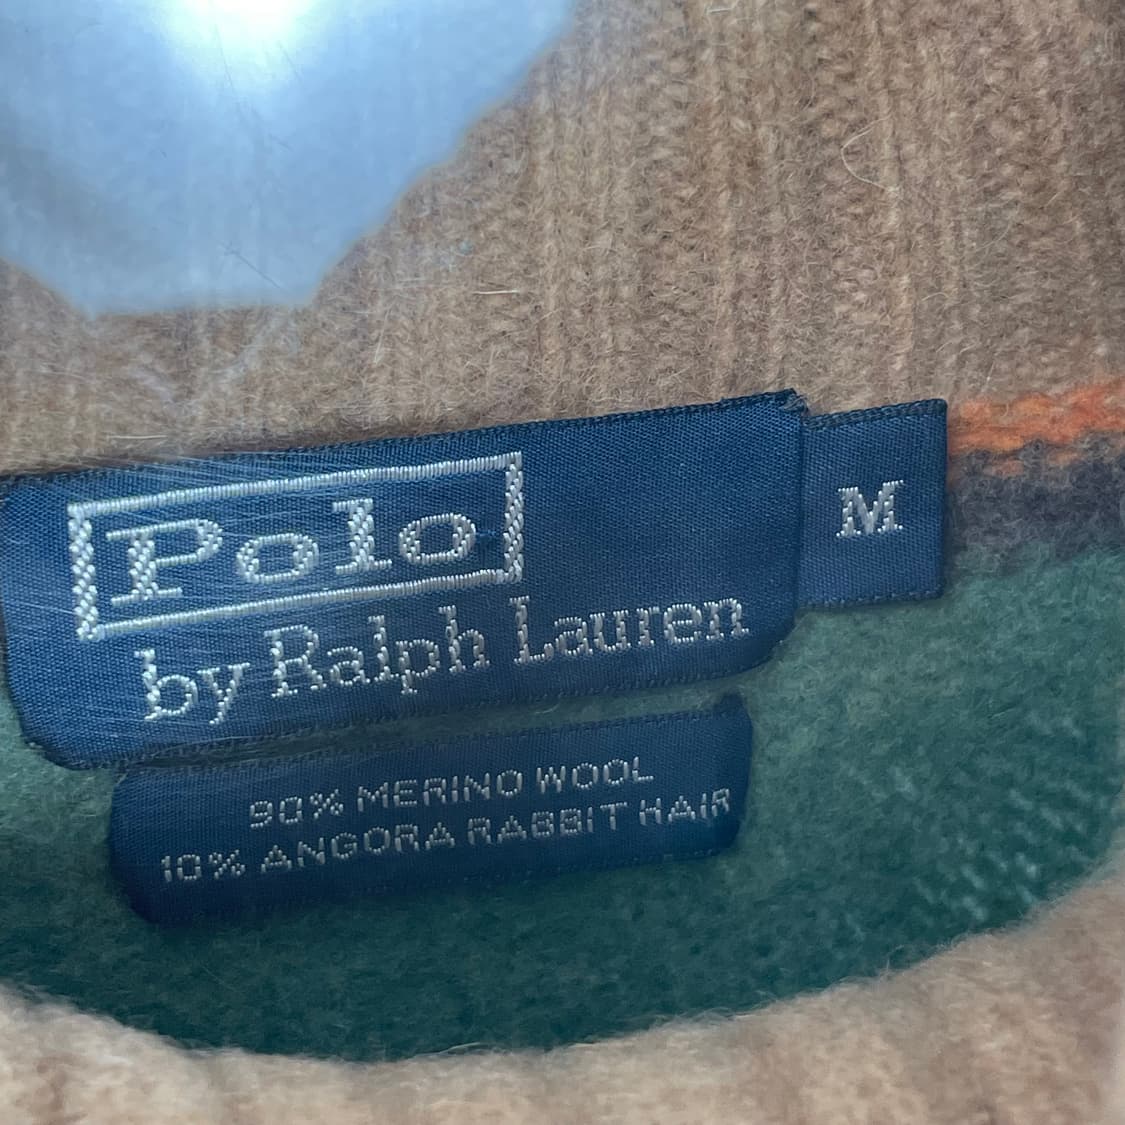 Polo
by Ralph Lauren
M
90% MERINO WOOL
10% ANGORA RABBIT HAIR